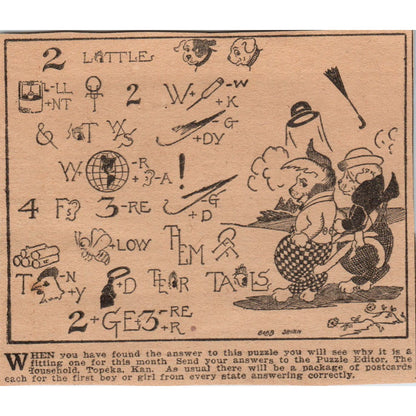 2 LITTLE
-LL +NT 2 W+ -W +K
& IT WAS -G +DY
W -R + -A!
4 F 3-RE -G +D
LOW THEM
T -N +y +D THEIR TAILS
2+GE3-RE +R
WHEN you have found the answer to this puzzle you will see why it is a
fitting one for this month Send your answers to the Puzzle Editor, The
Household, Topeka, Kan. As usual there will be a package of postcards
each for the first boy or girl from every state answering correctly.